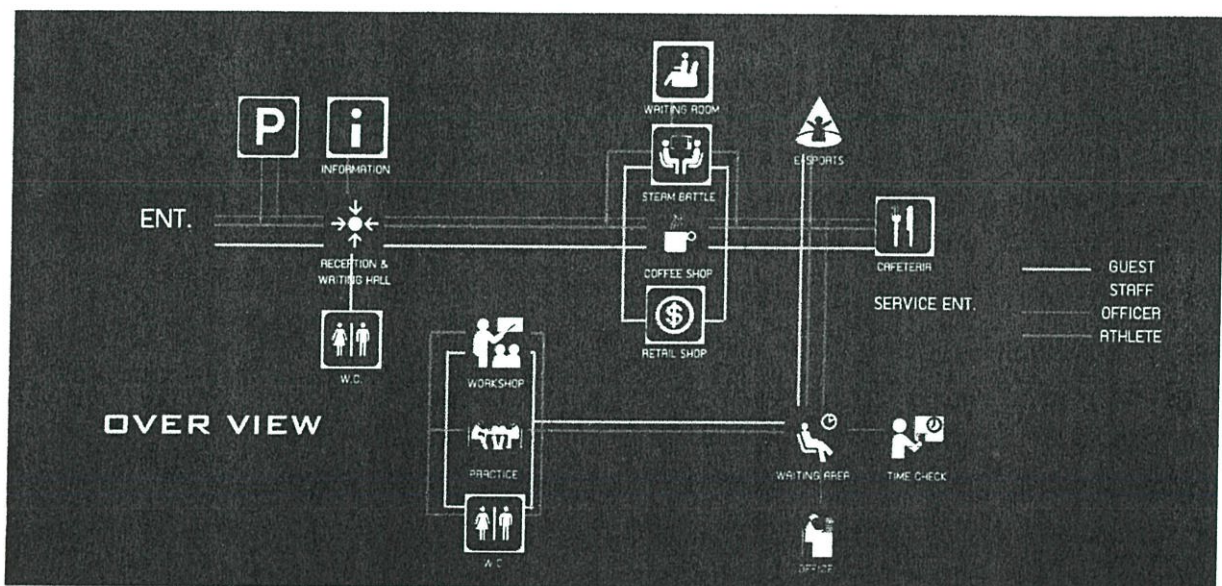 WAITING ROOM
P
i
INFORMATION
E-SPORTS
STEAM BATTLE
ENT.
RECEPTION &
WAITING HALL
COFFEE SHOP
CAFETERIA
GUEST
STAFF
OFFICER
ATHLETE
SERVICE ENT.
$
RETAIL SHOP
W.C.
WORKSHOP
OVER VIEW
PRACTICE
WAITING AREA
TIME CHECK
W.C
OFFICE